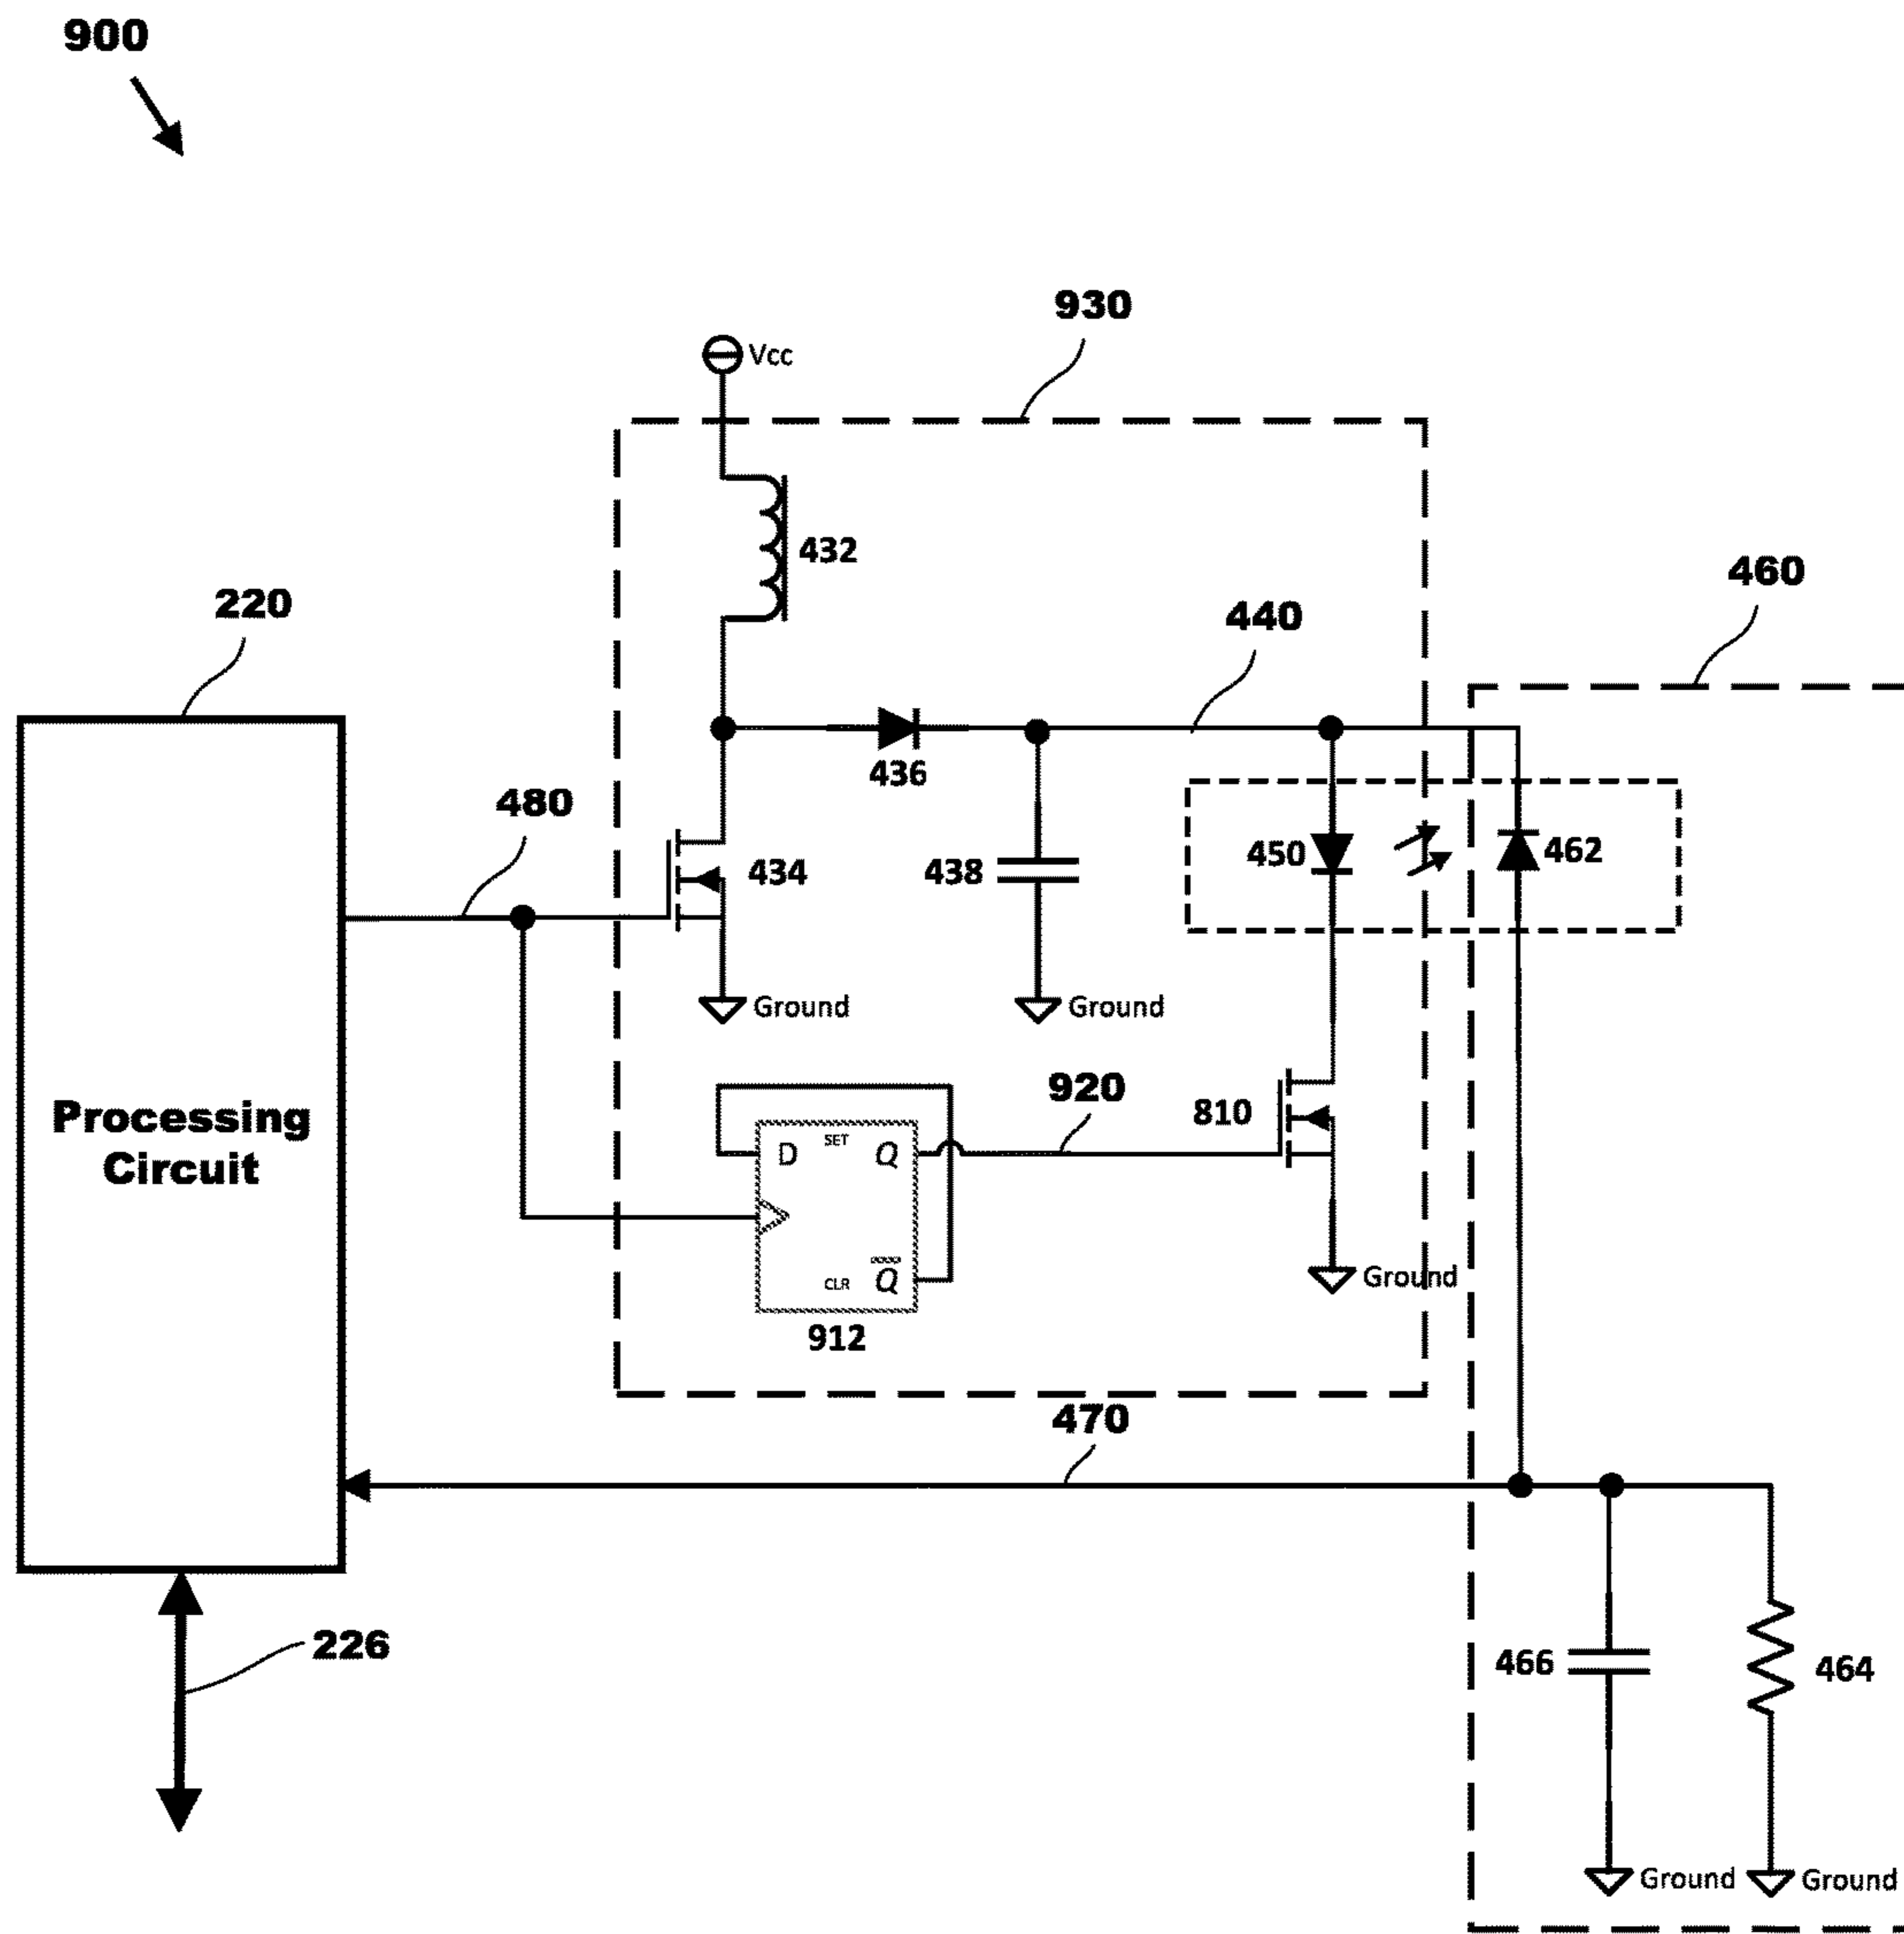 900
930
Vcc
432
460
220
440
436
480
434
438
450
462
Ground
Ground
920
810
Processing
Circuit
D
SET
Q
CLR
Q
Ground
912
470
226
466
464
Ground
Ground